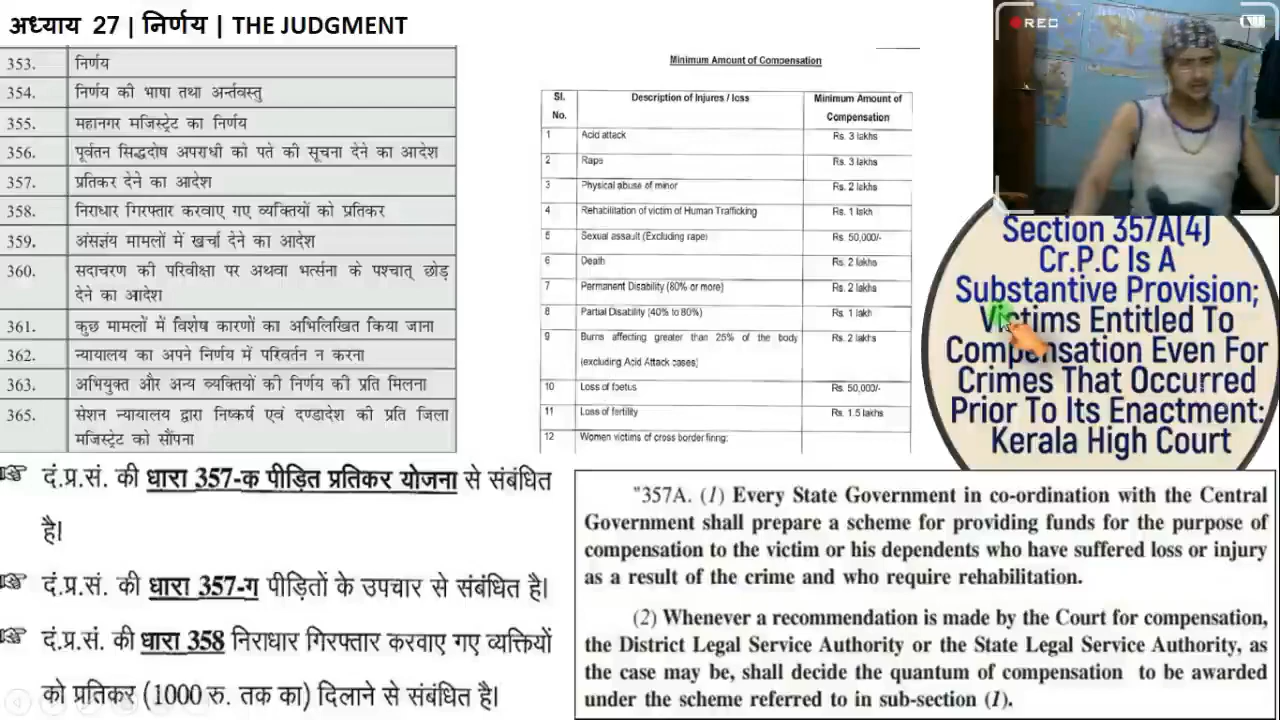 अध्याय 27 | निर्णय | THE JUDGMENT
353. निर्णय
354. निर्णय की भाषा तथा अर्न्तवस्तु
355. महानगर मजिस्ट्रेट का निर्णय
356. पूर्वतन सिद्धदोष अपराधी को पते की सूचना देने का आदेश
357. प्रतिकर देने का आदेश
358. निराधार गिरफ्तार करवाए गए व्यक्तियों को प्रतिकर
359. अंसज्ञेय मामलों में खर्चा देने का आदेश
360. सदाचरण की परिवीक्षा पर अथवा भर्त्सना के पश्चात् छोड़
देने का आदेश
361. कुछ मामलों में विशेष कारणों का अभिलिखित किया जाना
362. न्यायालय का अपने निर्णय में परिवर्तन न करना
363. अभियुक्त और अन्य व्यक्तियों की निर्णय की प्रति मिलना
365. सेशन न्यायालय द्वारा निष्कर्ष एवं दण्डादेश की प्रति जिला
मजिस्ट्रेट को सौंपना
☞ दं.प्र.सं. की धारा 357-क पीड़ित प्रतिकर योजना से संबंधित
है।
☞ दं.प्र.सं. की धारा 357-ग पीड़ितों के उपचार से संबंधित है।
☞ दं.प्र.सं. की धारा 358 निराधार गिरफ्तार करवाए गए व्यक्तियों
को प्रतिकर (1000 रु. तक का) दिलाने से संबंधित है।
Minimum Amount of Compensation
Sl. Description of Injures / loss Minimum Amount of
No. Compensation
1 Acid attack Rs. 3 lakhs
2 Rape Rs. 3 lakhs
3 Physical abuse of minor Rs. 2 lakhs
4 Rehabilitation of victim of Human Trafficking Rs. 1 lakh
5 Sexual assault (Excluding rape) Rs. 50,000/-
6 Death Rs. 2 lakhs
7 Permanent Disability (80% or more) Rs. 2 lakhs
8 Partial Disability (40% to 80%) Rs. 1 lakh
9 Burns affecting greater than 25% of the body Rs. 2 lakhs
(excluding Acid Attack cases)
10 Loss of foetus Rs. 50,000/-
11 Loss of fertility Rs. 1.5 lakhs
12 Women victims of cross border firing:
REC
Section 357A(4)
Cr.P.C Is A
Substantive Provision;
Victims Entitled To
Compensation Even For
Crimes That Occurred
Prior To Its Enactment:
Kerala High Court
"357A. (1) Every State Government in co-ordination with the Central
Government shall prepare a scheme for providing funds for the purpose of
compensation to the victim or his dependents who have suffered loss or injury
as a result of the crime and who require rehabilitation.
(2) Whenever a recommendation is made by the Court for compensation,
the District Legal Service Authority or the State Legal Service Authority, as
the case may be, shall decide the quantum of compensation to be awarded
under the scheme referred to in sub-section (1).